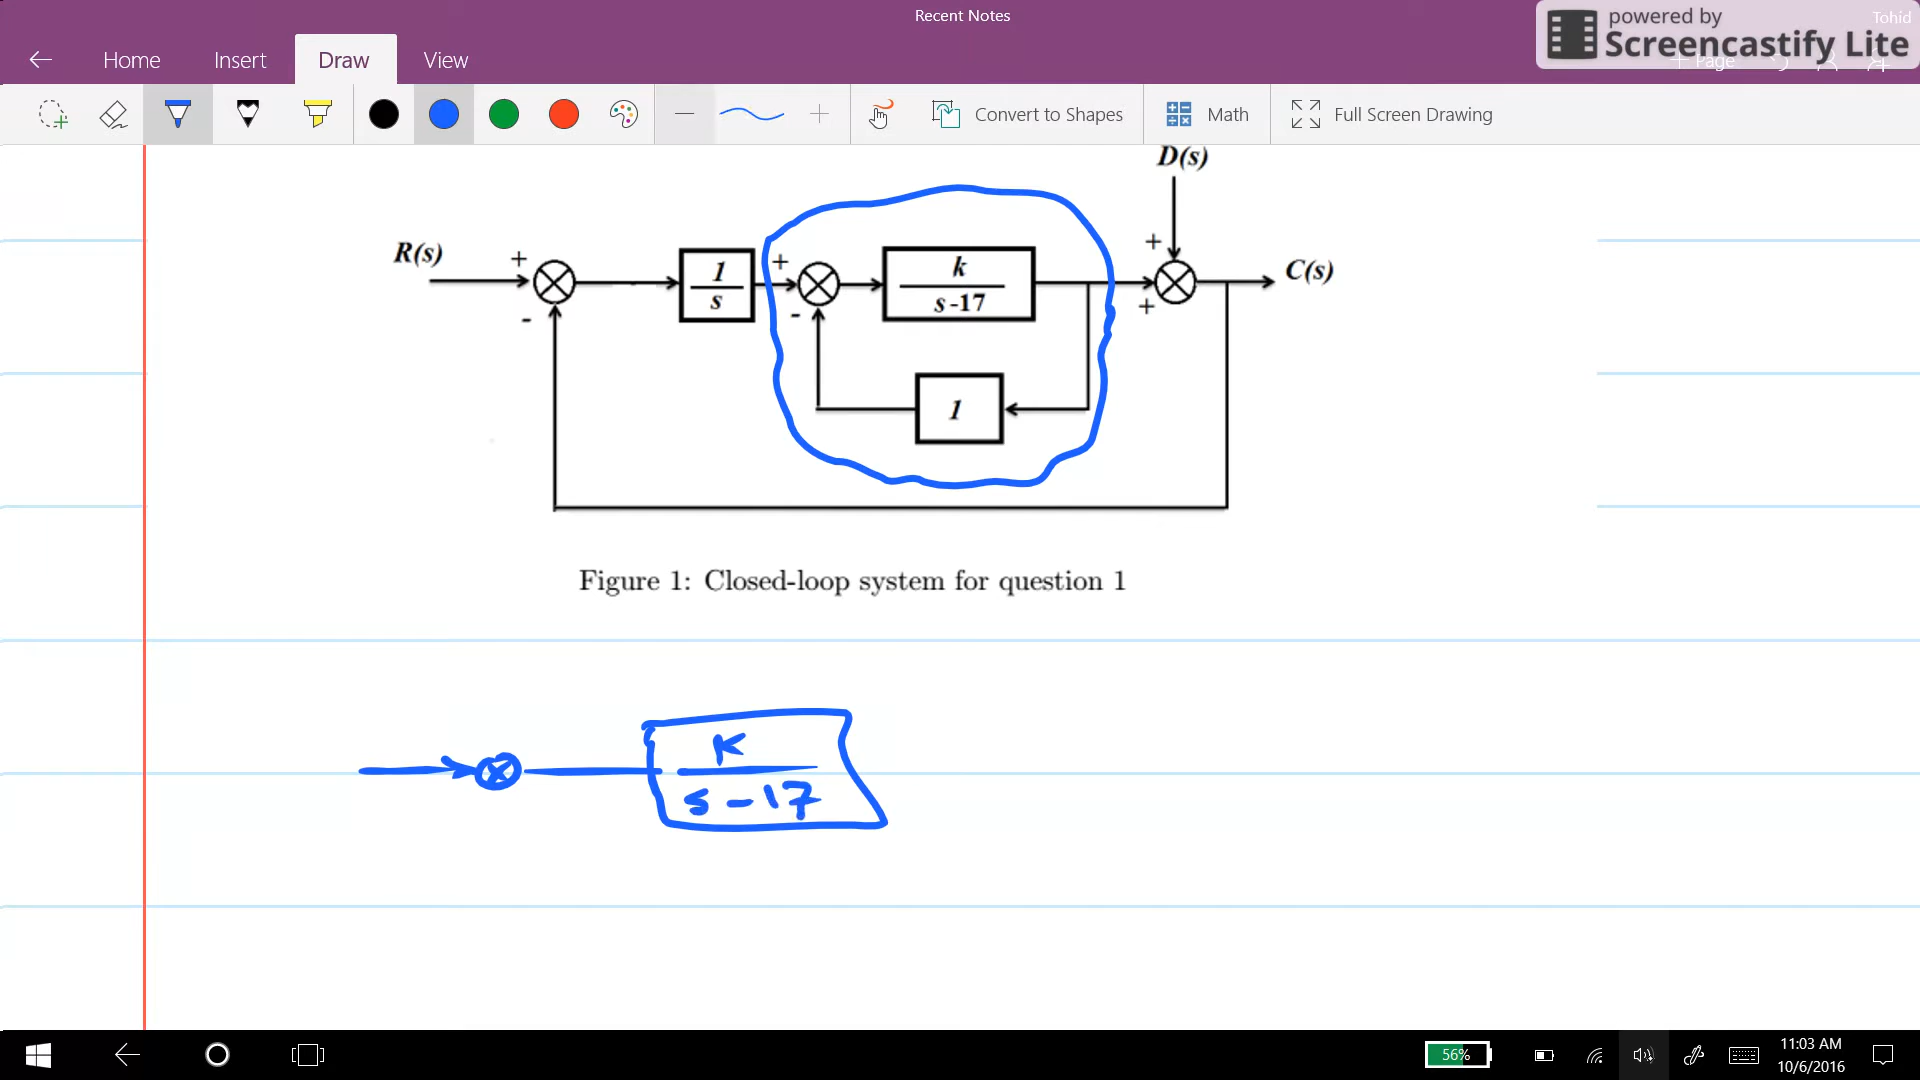 Recent Notes
powered by
Screencastify Lite
Tohid
Home Insert Draw View
+ Page
Convert to Shapes Math Full Screen Drawing
D(s)
R(s) + 1 + k + C(s)
s s-17
- - +
1
Figure 1: Closed-loop system for question 1
K
s-17
56%
11:03 AM
10/6/2016